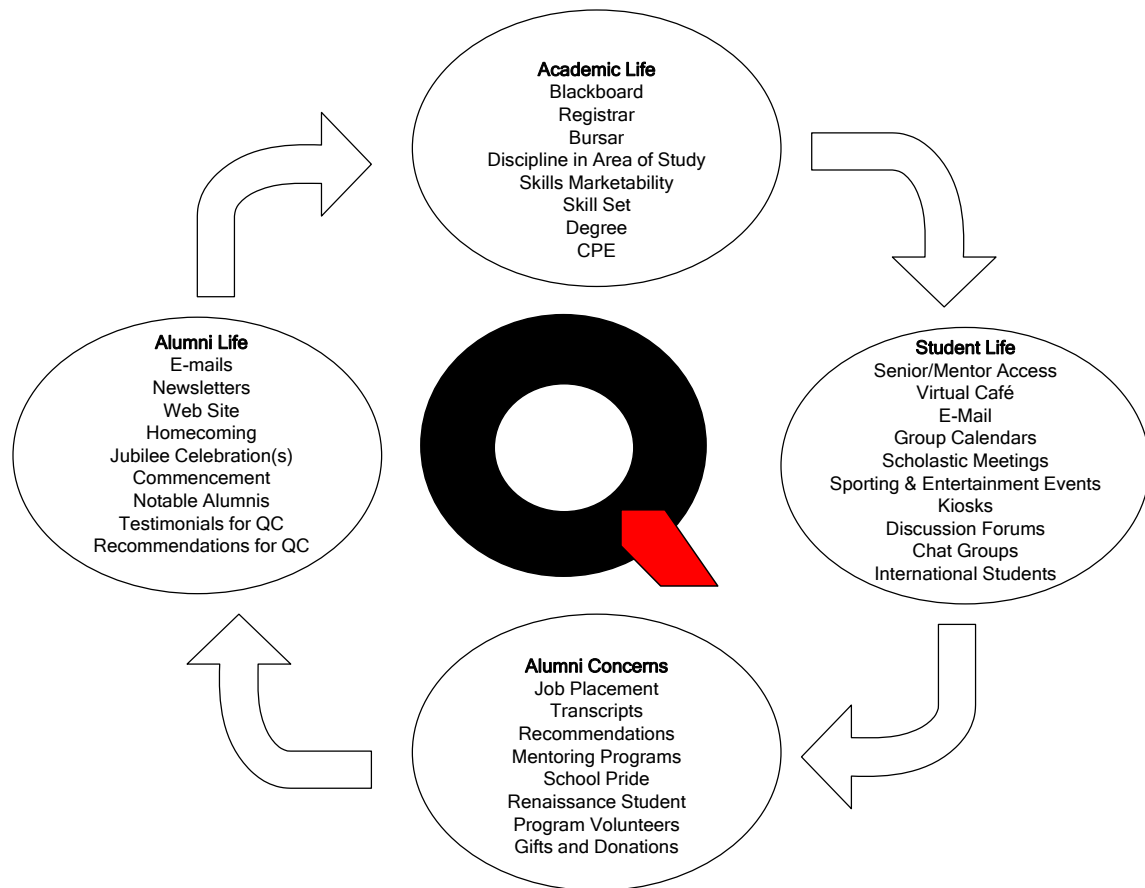 Academic Life
Blackboard
Registrar
Bursar
Discipline in Area of Study
Skills Marketability
Skill Set
Degree
CPE
Alumni Life
E-mails
Newsletters
Web Site
Homecoming
Jubilee Celebration(s)
Commencement
Notable Alumnis
Testimonials for QC
Recommendations for QC
Student Life
Senior/Mentor Access
Virtual Café
E-Mail
Group Calendars
Scholastic Meetings
Sporting & Entertainment Events
Kiosks
Discussion Forums
Chat Groups
International Students
Alumni Concerns
Job Placement
Transcripts
Recommendations
Mentoring Programs
School Pride
Renaissance Student
Program Volunteers
Gifts and Donations